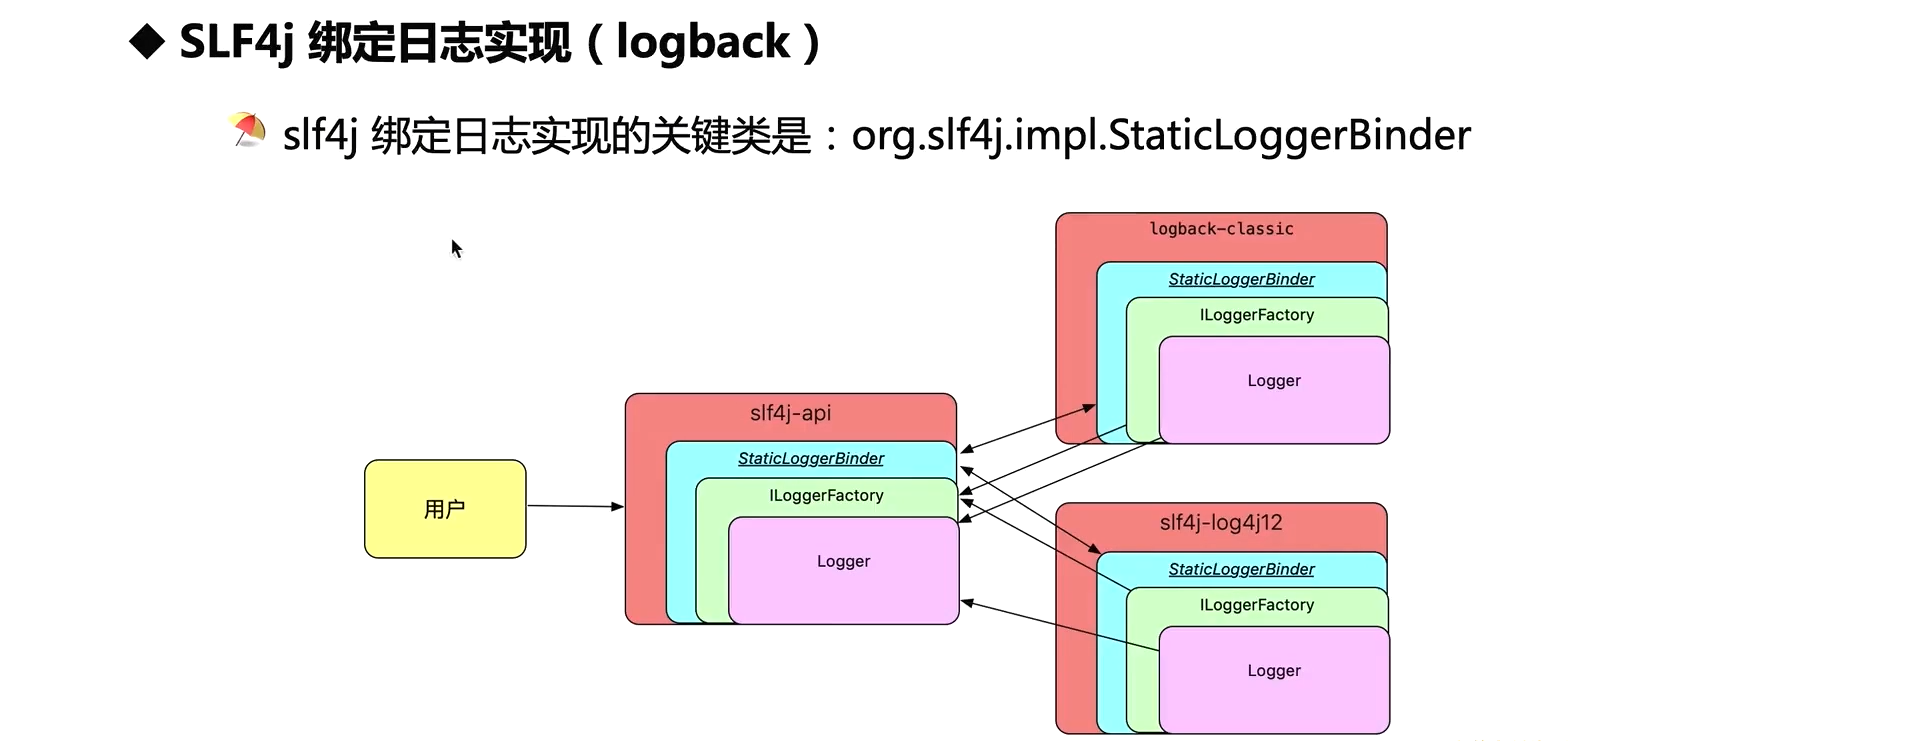 SLF4j 绑定日志实现（logback）
slf4j 绑定日志实现的关键类是：org.slf4j.impl.StaticLoggerBinder
logback-classic
StaticLoggerBinder
ILoggerFactory
Logger
slf4j-api
StaticLoggerBinder
ILoggerFactory
Logger
用户
slf4j-log4j12
StaticLoggerBinder
ILoggerFactory
Logger